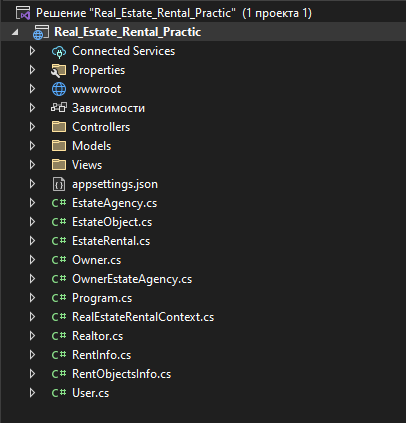 Решение "Real_Estate_Rental_Practic" (1 проекта 1)
Real_Estate_Rental_Practic
Connected Services
Properties
wwwroot
Зависимости
Controllers
Models
Views
appsettings.json
C# EstateAgency.cs
C# EstateObject.cs
C# EstateRental.cs
C# Owner.cs
C# OwnerEstateAgency.cs
C# Program.cs
C# RealEstateRentalContext.cs
C# Realtor.cs
C# RentInfo.cs
C# RentObjectsInfo.cs
C# User.cs